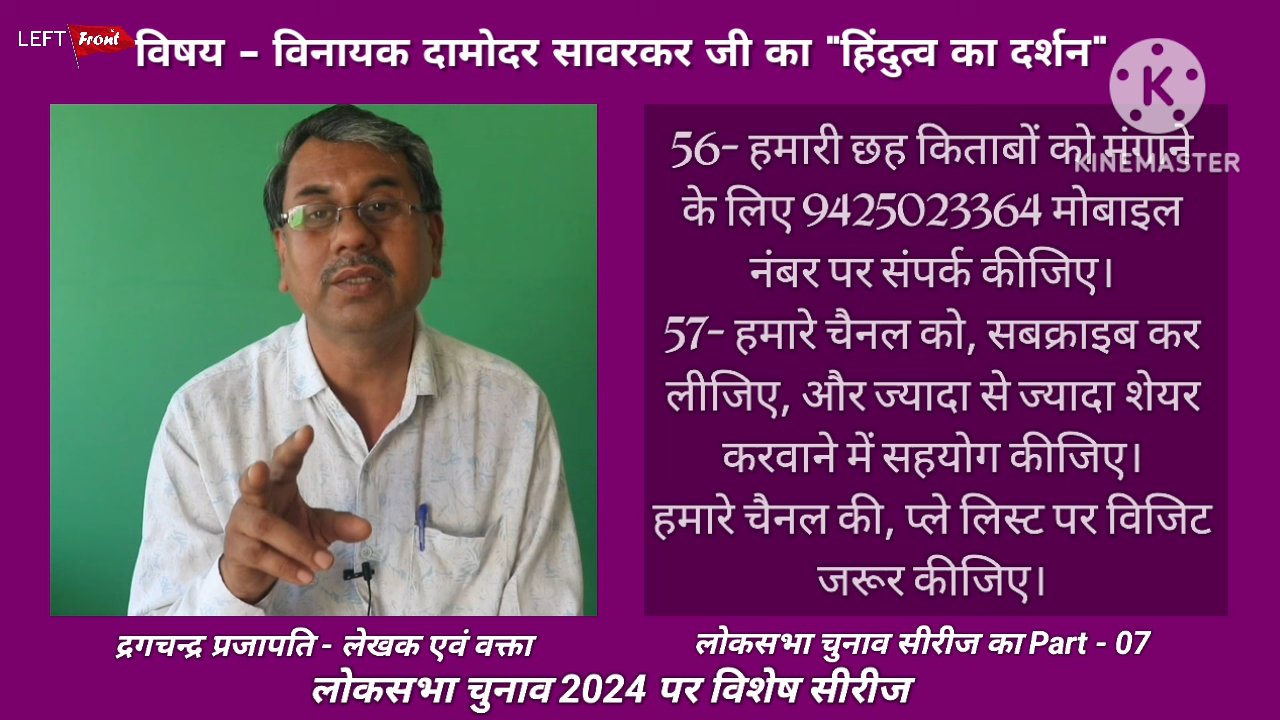 LEFT Front
विषय – विनायक दामोदर सावरकर जी का "हिंदुत्व का दर्शन"
K
KINEMASTER
56- हमारी छह किताबों को मंगाने
के लिए 9425023364 मोबाइल
नंबर पर संपर्क कीजिए।
57- हमारे चैनल को, सबक्राइब कर
लीजिए, और ज्यादा से ज्यादा शेयर
करवाने में सहयोग कीजिए।
हमारे चैनल की, प्ले लिस्ट पर विजिट
जरूर कीजिए।
द्रगचन्द्र प्रजापति - लेखक एवं वक्ता
लोकसभा चुनाव सीरीज का Part - 07
लोकसभा चुनाव 2024 पर विशेष सीरीज